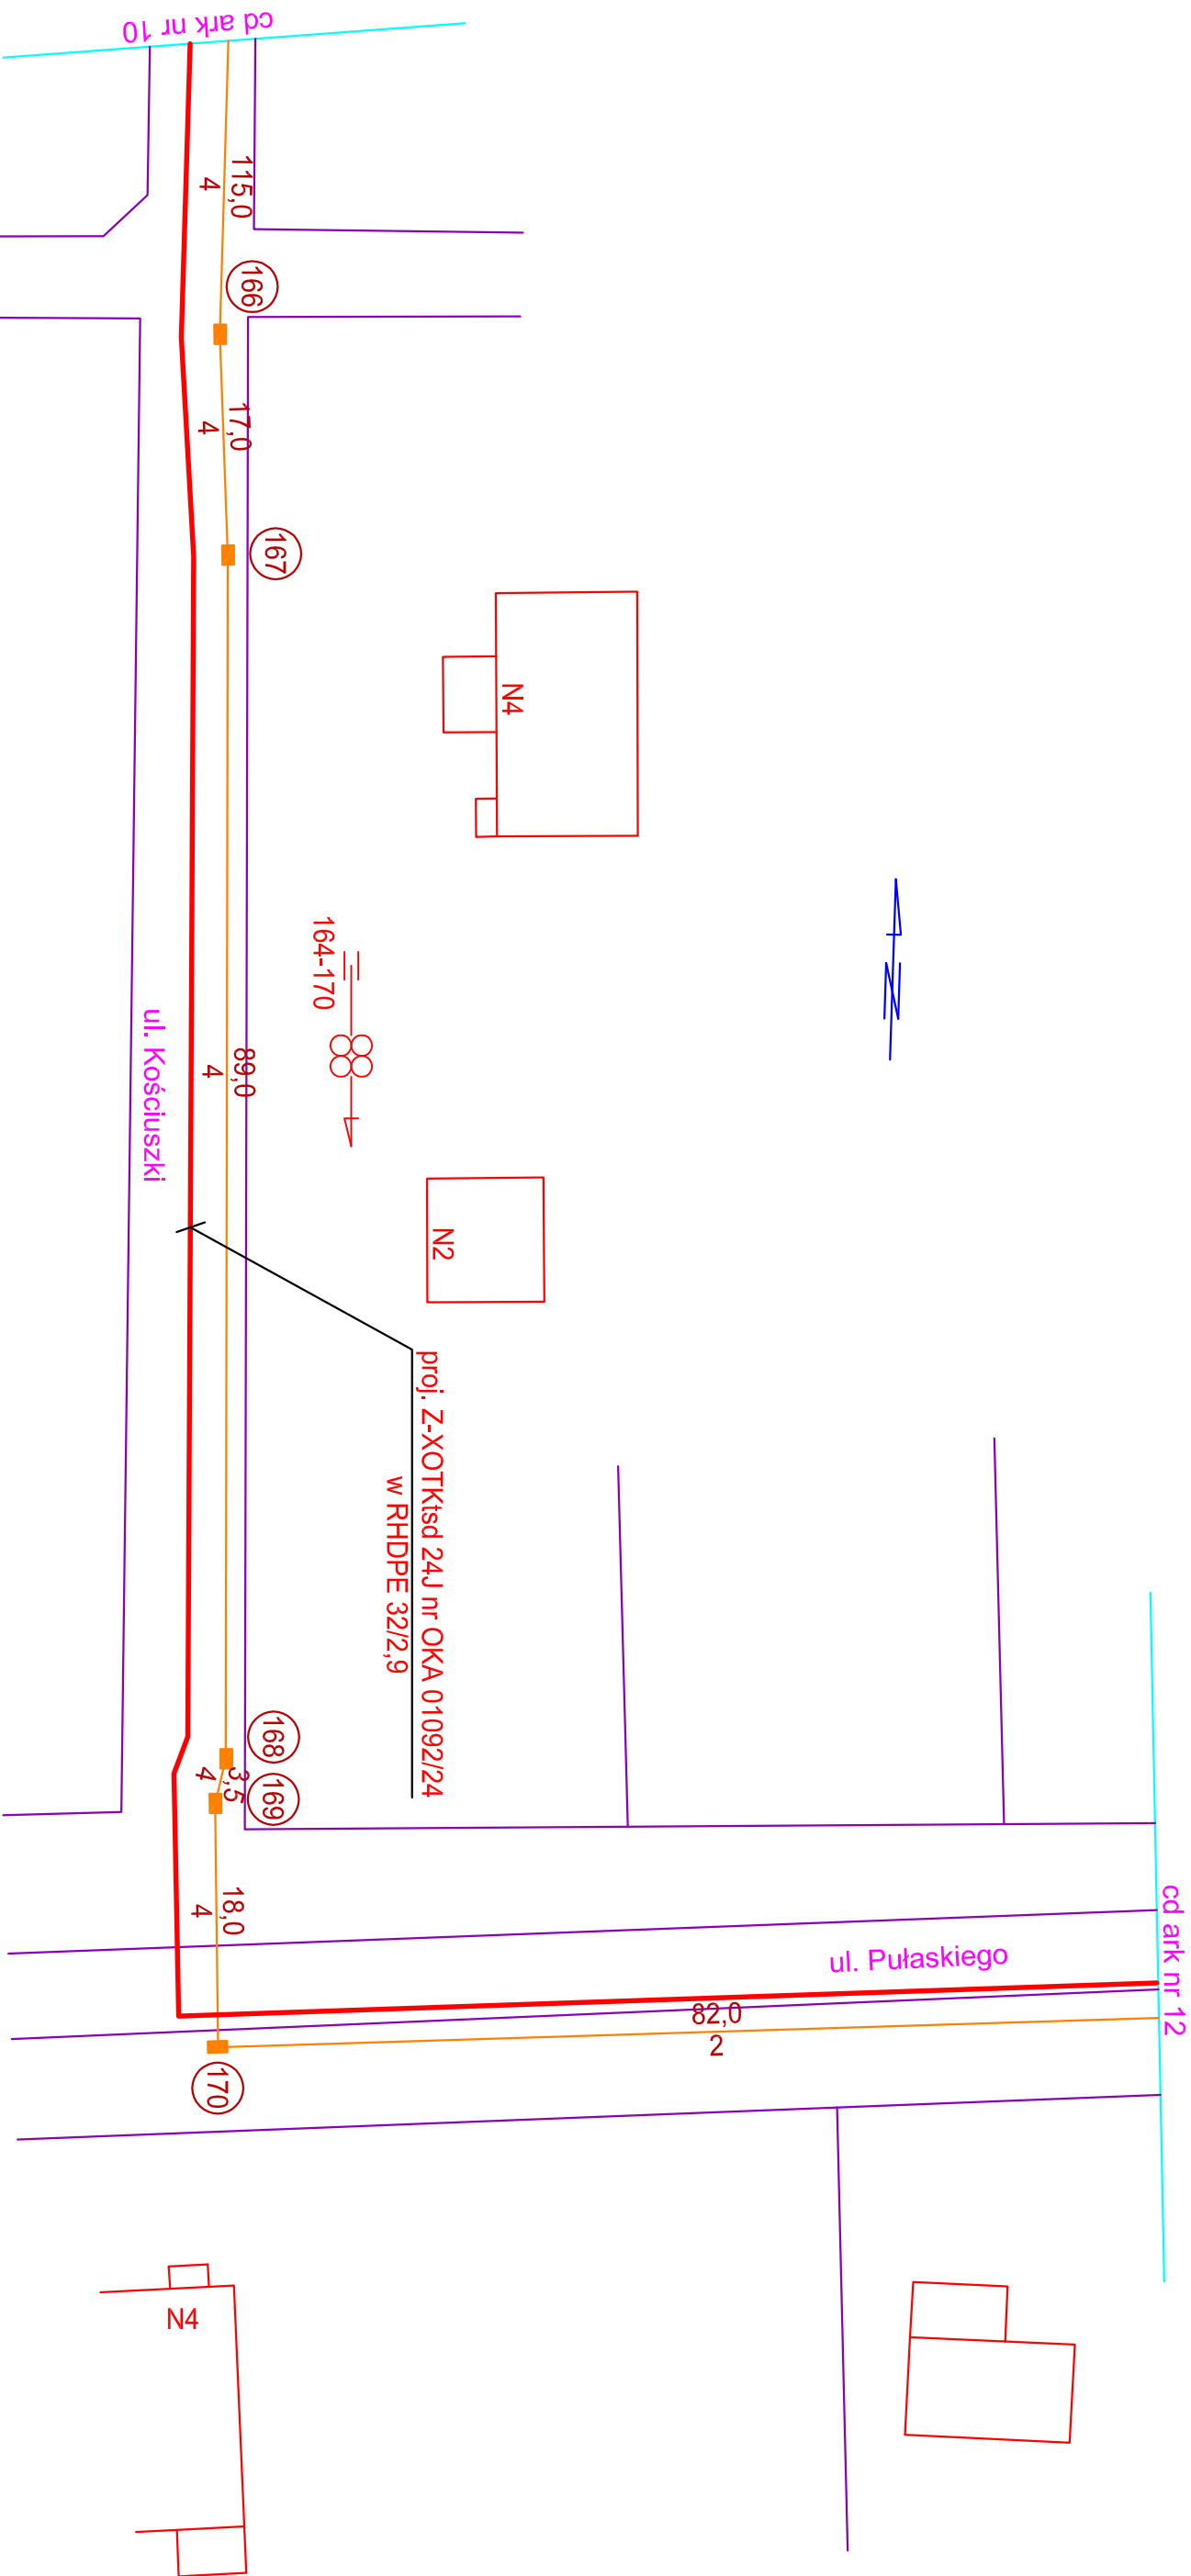 cd ark nr 10
115,0
4
166
17,0
4
167
N4
164-170
N
89,0
4
ul. Kościuszki
N2
proj. Z-XOTKtsd 24J nr OKA 01092/24
w RHDPE 32/2,9
168
3,5
4
169
18,0
4
cd ark nr 12
ul. Pułaskiego
82,0
2
170
N4